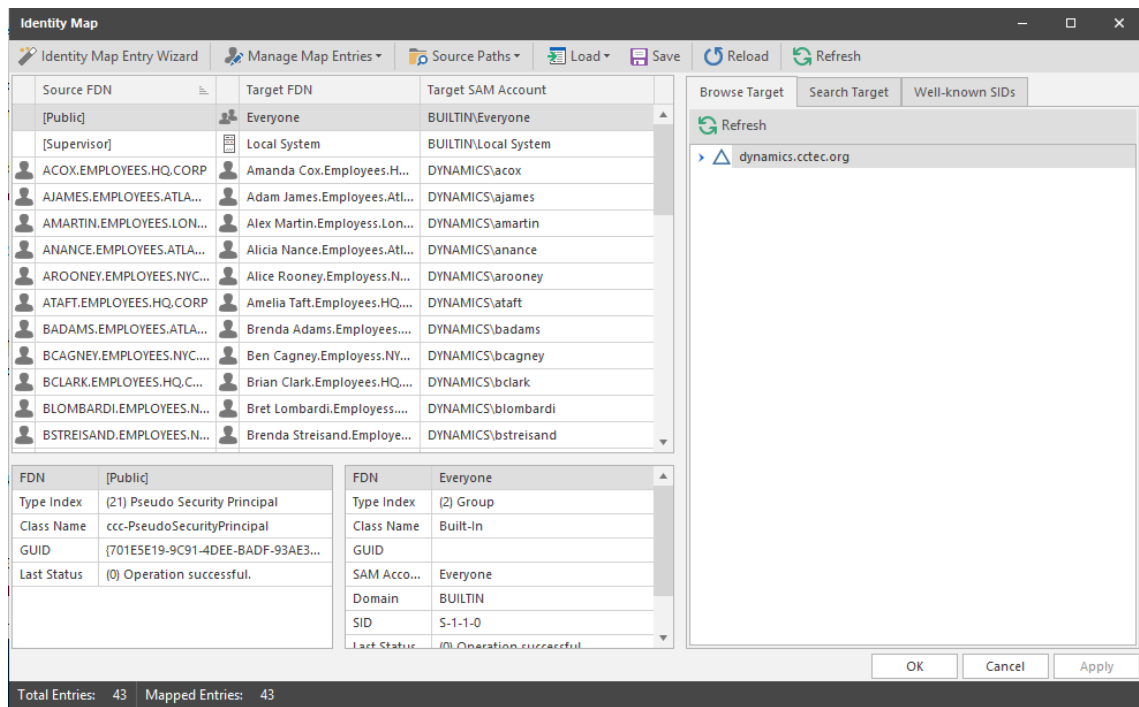 Identity Map
Identity Map Entry Wizard Manage Map Entries Source Paths Load Save Reload Refresh
Source FDN Target FDN Target SAM Account
[Public] Everyone BUILTIN\Everyone
[Supervisor] Local System BUILTIN\Local System
ACOX.EMPLOYEES.HQ.CORP Amanda Cox.Employees.H... DYNAMICS\acox
AJAMES.EMPLOYEES.ATLA... Adam James.Employees.Atl... DYNAMICS\ajames
AMARTIN.EMPLOYEES.LON... Alex Martin.Employess.Lon... DYNAMICS\amartin
ANANCE.EMPLOYEES.ATLA... Alicia Nance.Employees.Atl... DYNAMICS\anance
AROONEY.EMPLOYEES.NYC... Alice Rooney.Employess.N... DYNAMICS\arooney
ATAFT.EMPLOYEES.HQ.CORP Amelia Taft.Employees.HQ.... DYNAMICS\ataft
BADAMS.EMPLOYEES.ATLA... Brenda Adams.Employees.... DYNAMICS\badams
BCAGNEY.EMPLOYEES.NYC.... Ben Cagney.Employess.NY... DYNAMICS\bcagney
BCLARK.EMPLOYEES.HQ.C... Brian Clark.Employees.HQ.... DYNAMICS\bclark
BLOMBARDI.EMPLOYEES.N... Bret Lombardi.Employess.... DYNAMICS\blombardi
BSTREISAND.EMPLOYEES.N... Brenda Streisand.Employe... DYNAMICS\bstreisand
FDN [Public]
Type Index (21) Pseudo Security Principal
Class Name ccc-PseudoSecurityPrincipal
GUID {701E5E19-9C91-4DEE-BADF-93AE3...
Last Status (0) Operation successful.
FDN Everyone
Type Index (2) Group
Class Name Built-In
GUID
SAM Acco... Everyone
Domain BUILTIN
SID S-1-1-0
Last Status (0) Operation successful
Browse Target Search Target Well-known SIDs
Refresh
dynamics.cctec.org
OK Cancel Apply
Total Entries: 43 Mapped Entries: 43